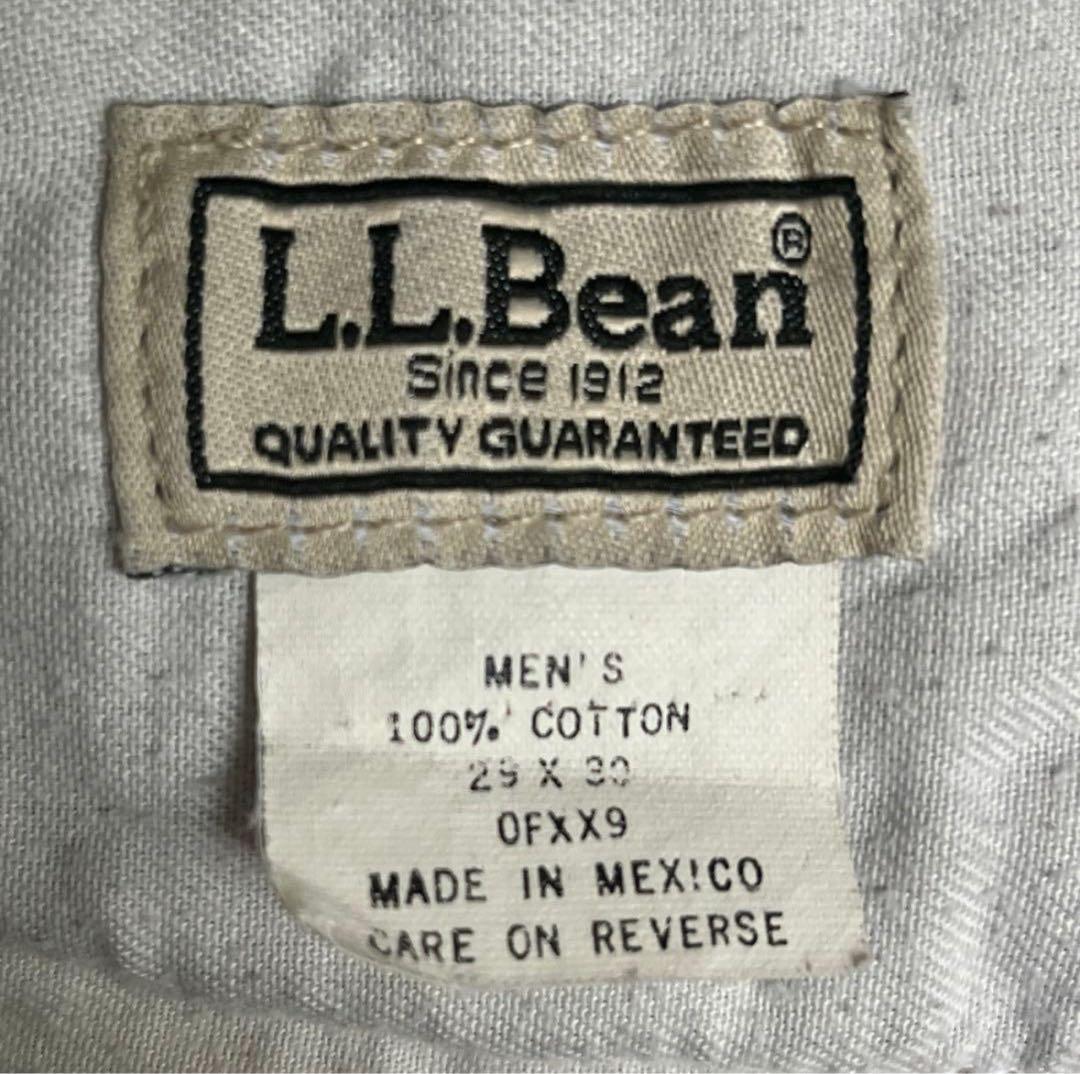 L.L.Bean®
Since 1912
QUALITY GUARANTEED
MEN'S
100% COTTON
29 X 30
0FXX9
MADE IN MEXICO
CARE ON REVERSE